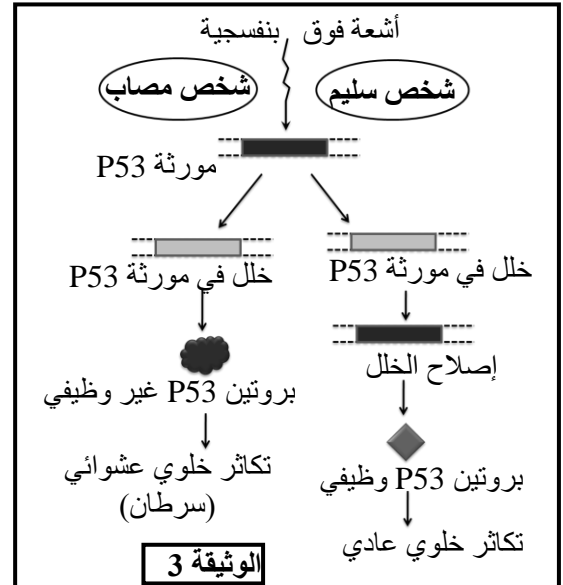 أشعة فوق بنفسجية
شخص سليم
شخص مصاب
مورثة P53
خلل في مورثة P53
خلل في مورثة P53
إصلاح الخلل
بروتين P53 غير وظيفي
بروتين P53 وظيفي
تكاثر خلوي عشوائي
(سرطان)
تكاثر خلوي عادي
الوثيقة 3